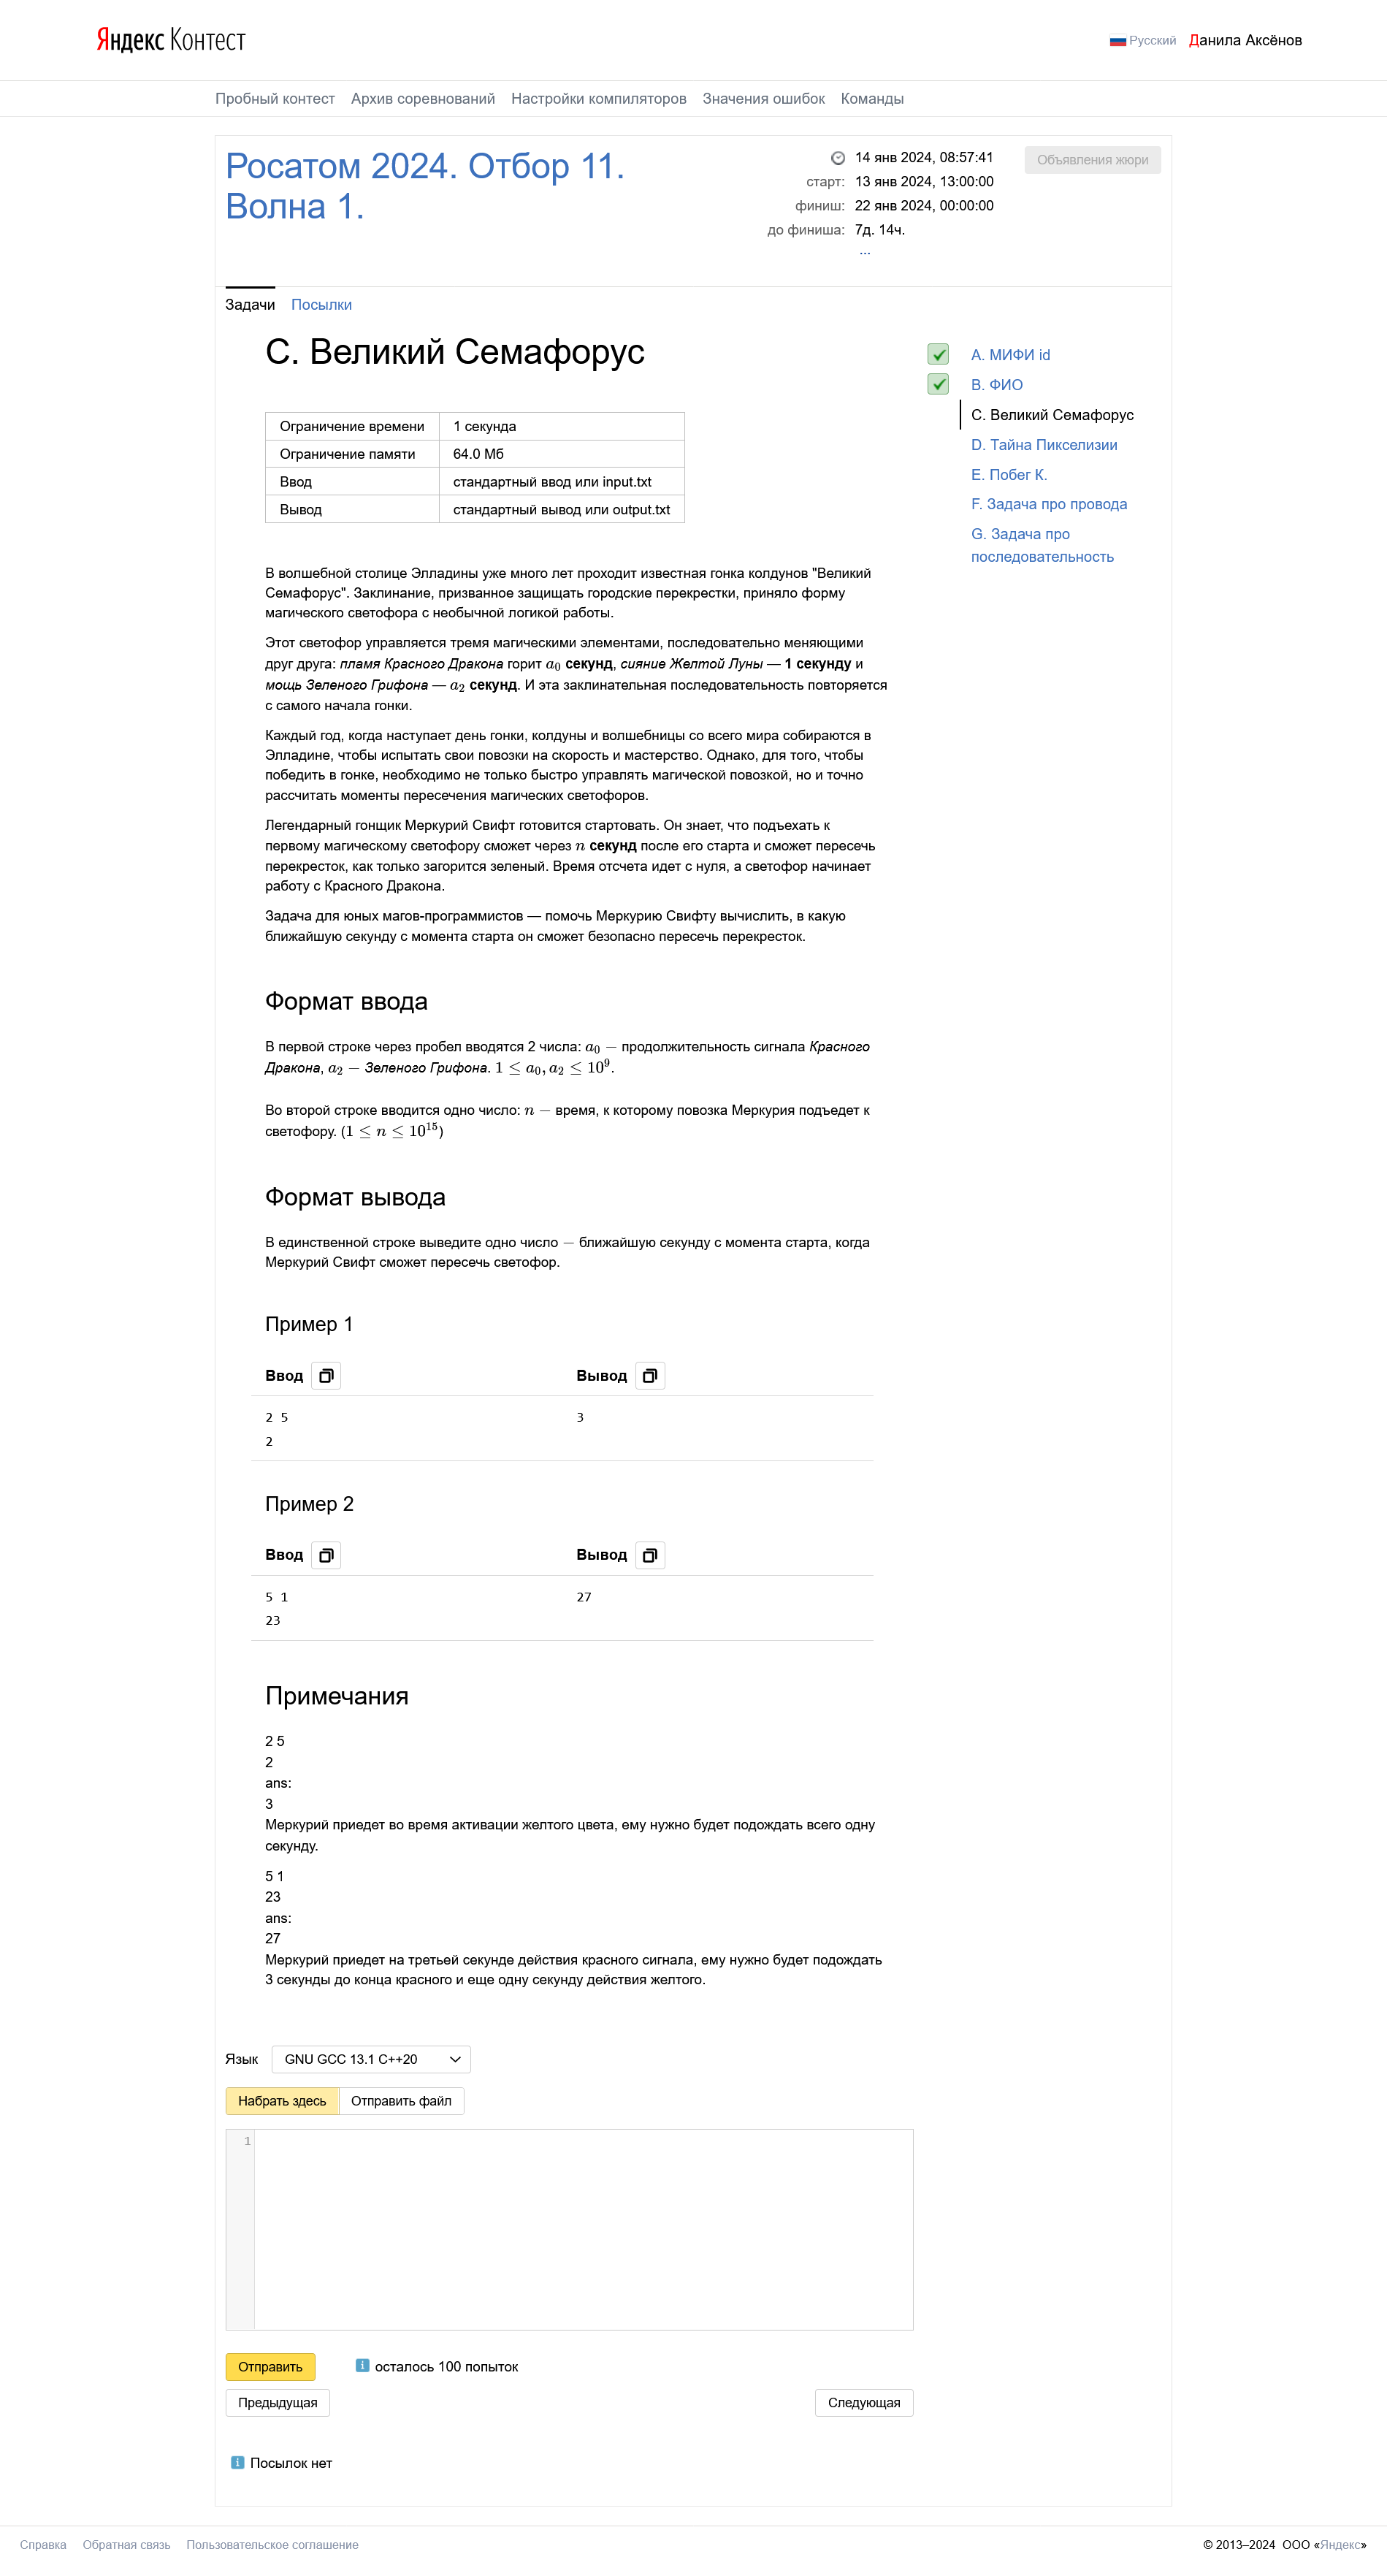 Яндекс Контест
Русский Данила Аксёнов
Пробный контест Архив соревнований Настройки компиляторов Значения ошибок Команды
Росатом 2024. Отбор 11.
Волна 1.
14 янв 2024, 08:57:41
старт: 13 янв 2024, 13:00:00
финиш: 22 янв 2024, 00:00:00
до финиша: 7д. 14ч.
...
Объявления жюри
Задачи Посылки
C. Великий Семафорус
Ограничение времени 1 секунда
Ограничение памяти 64.0 Мб
Ввод стандартный ввод или input.txt
Вывод стандартный вывод или output.txt
В волшебной столице Элладины уже много лет проходит известная гонка колдунов "Великий
Семафорус". Заклинание, призванное защищать городские перекрестки, приняло форму
магического светофора с необычной логикой работы.
Этот светофор управляется тремя магическими элементами, последовательно меняющими
друг друга: пламя Красного Дракона горит a₀ секунд, сияние Желтой Луны — 1 секунду и
мощь Зеленого Грифона — a₂ секунд. И эта заклинательная последовательность повторяется
с самого начала гонки.
Каждый год, когда наступает день гонки, колдуны и волшебницы со всего мира собираются в
Элладине, чтобы испытать свои повозки на скорость и мастерство. Однако, для того, чтобы
победить в гонке, необходимо не только быстро управлять магической повозкой, но и точно
рассчитать моменты пересечения магических светофоров.
Легендарный гонщик Меркурий Свифт готовится стартовать. Он знает, что подъехать к
первому магическому светофору сможет через n секунд после его старта и сможет пересечь
перекресток, как только загорится зеленый. Время отсчета идет с нуля, а светофор начинает
работу с Красного Дракона.
Задача для юных магов-программистов — помочь Меркурию Свифту вычислить, в какую
ближайшую секунду с момента старта он сможет безопасно пересечь перекресток.
Формат ввода
В первой строке через пробел вводятся 2 числа: a₀ — продолжительность сигнала Красного
Дракона, a₂ — Зеленого Грифона. 1 ≤ a₀, a₂ ≤ 10⁹.
Во второй строке вводится одно число: n — время, к которому повозка Меркурия подъедет к
светофору. (1 ≤ n ≤ 10¹⁵)
Формат вывода
В единственной строке выведите одно число — ближайшую секунду с момента старта, когда
Меркурий Свифт сможет пересечь светофор.
Пример 1
Ввод Вывод
2 5 3
2
Пример 2
Ввод Вывод
5 1 27
23
Примечания
2 5
2
ans:
3
Меркурий приедет во время активации желтого цвета, ему нужно будет подождать всего одну
секунду.
5 1
23
ans:
27
Меркурий приедет на третьей секунде действия красного сигнала, ему нужно будет подождать
3 секунды до конца красного и еще одну секунду действия желтого.
Язык GNU GCC 13.1 C++20
Набрать здесь Отправить файл
1
Отправить осталось 100 попыток
Предыдущая Следующая
Посылок нет
A. МИФИ id
B. ФИО
C. Великий Семафорус
D. Тайна Пикселизии
E. Побег К.
F. Задача про провода
G. Задача про
последовательность
Справка Обратная связь Пользовательское соглашение © 2013–2024 ООО «Яндекс»